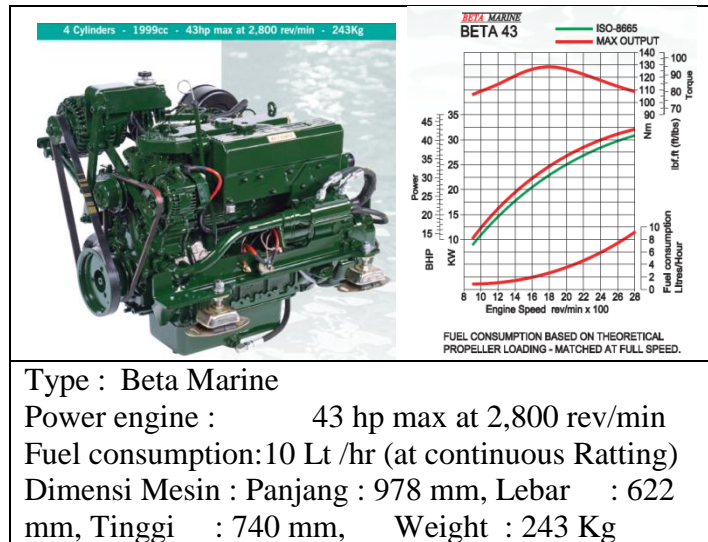 4 Cylinders - 1999cc - 43hp max at 2,800 rev/min - 243Kg
BETA MARINE
BETA 43
ISO-8665
MAX OUTPUT
140
130
120
110
100
90
Nm
100
90
80
70
lbf.ft (ft/lbs)
Torque
45
40
35
30
25
20
15
BHP
Power
35
30
25
20
15
10
KW
10
8
6
4
2
0
Fuel consumption
Litres/Hour
8 10 12 14 16 18 20 22 24 26 28
Engine Speed rev/min x 100
FUEL CONSUMPTION BASED ON THEORETICAL
PROPELLER LOADING - MATCHED AT FULL SPEED.
Type : Beta Marine
Power engine : 43 hp max at 2,800 rev/min
Fuel consumption:10 Lt /hr (at continuous Ratting)
Dimensi Mesin : Panjang : 978 mm, Lebar : 622
mm, Tinggi : 740 mm, Weight : 243 Kg